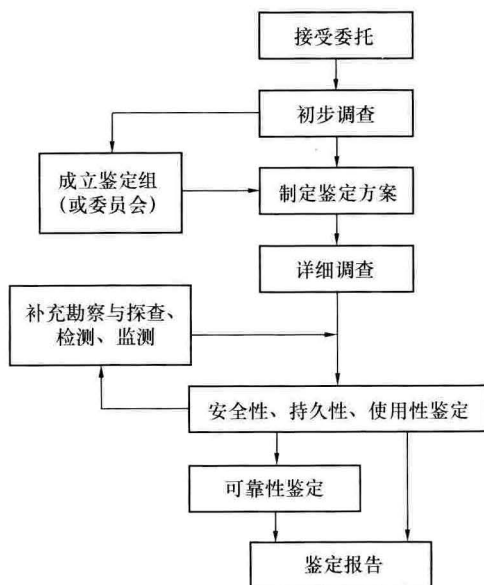 接受委托
初步调查
成立鉴定组
(或委员会)
制定鉴定方案
详细调查
补充勘察与探查、
检测、监测
安全性、持久性、使用性鉴定
可靠性鉴定
鉴定报告